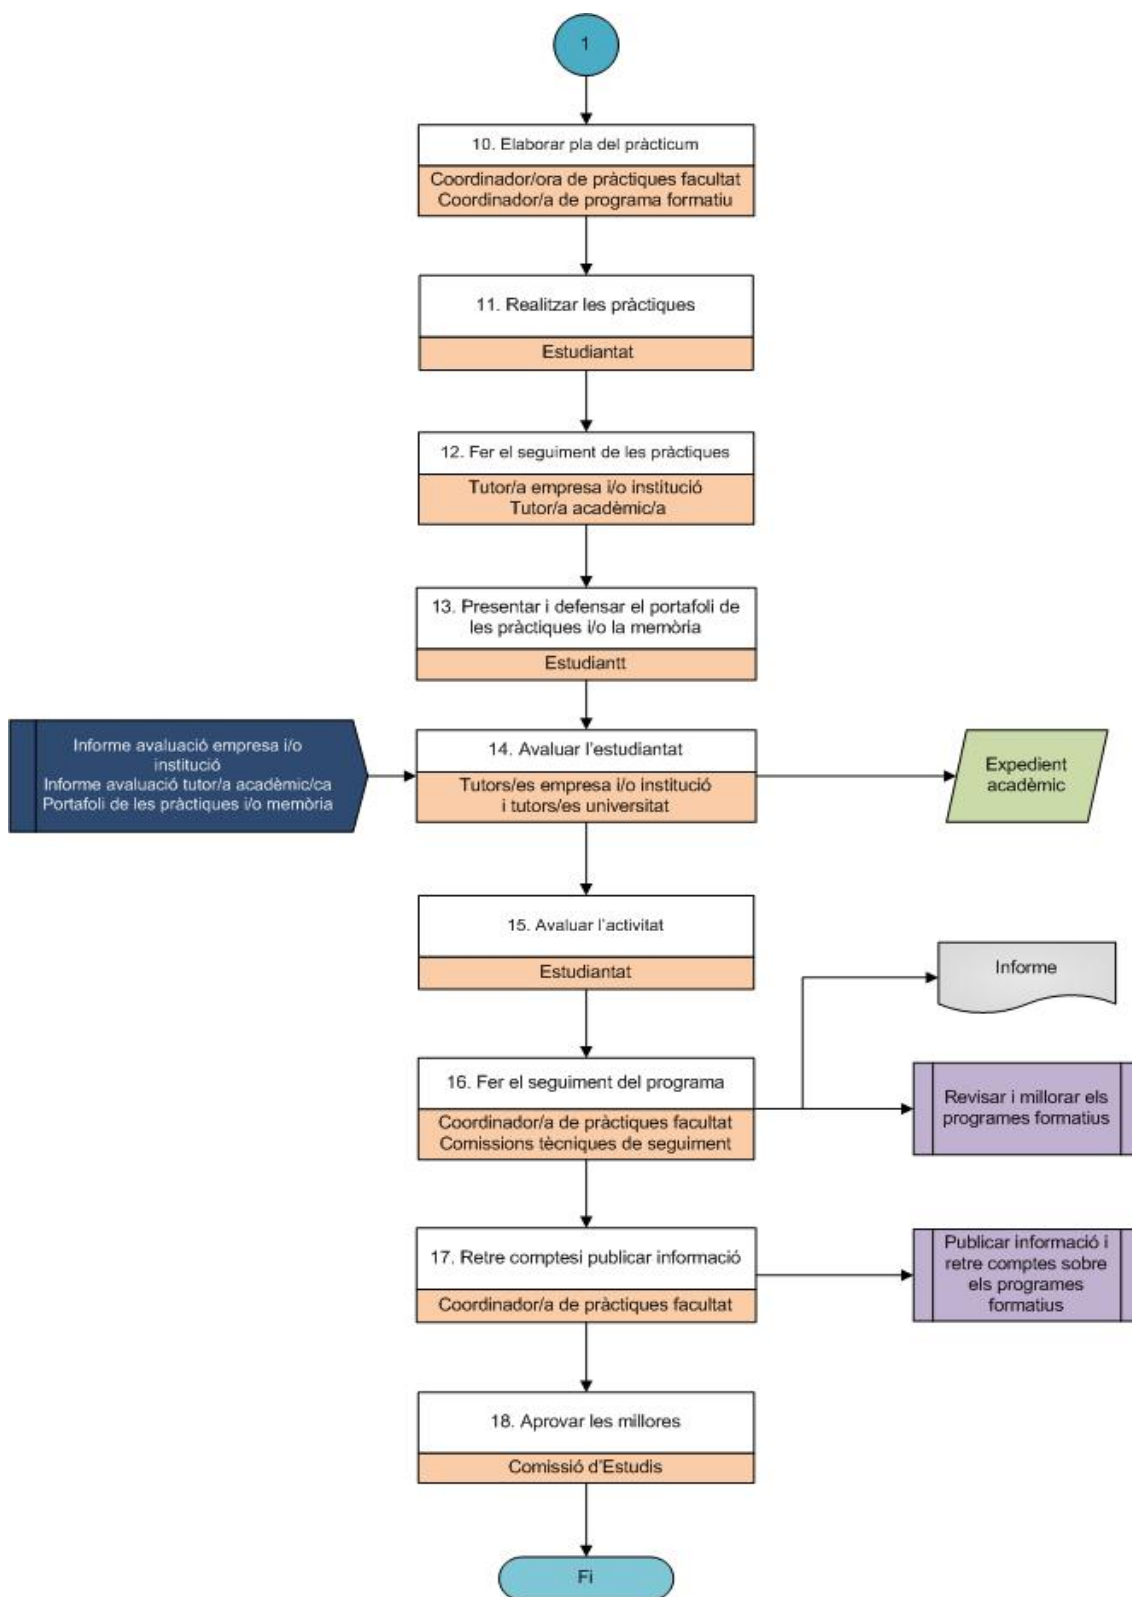 1
10. Elaborar pla del pràcticum
Coordinador/ora de pràctiques facultat
Coordinador/a de programa formatiu
11. Realitzar les pràctiques
Estudiantat
12. Fer el seguiment de les pràctiques
Tutor/a empresa i/o institució
Tutor/a acadèmic/a
13. Presentar i defensar el portafoli de
les pràctiques i/o la memòria
Estudiantt
Informe avaluació empresa i/o
institució
Informe avaluació tutor/a acadèmic/ca
Portafoli de les pràctiques i/o memòria
14. Avaluar l'estudiantat
Tutors/es empresa i/o institució
i tutors/es universitat
Expedient
acadèmic
15. Avaluar l'activitat
Estudiantat
Informe
16. Fer el seguiment del programa
Coordinador/a de pràctiques facultat
Comissions tècniques de seguiment
Revisar i millorar els
programes formatius
17. Retre comptesi publicar informació
Coordinador/a de pràctiques facultat
Publicar informació i
retre comptes sobre
els programes
formatius
18. Aprovar les millores
Comissió d'Estudis
Fi